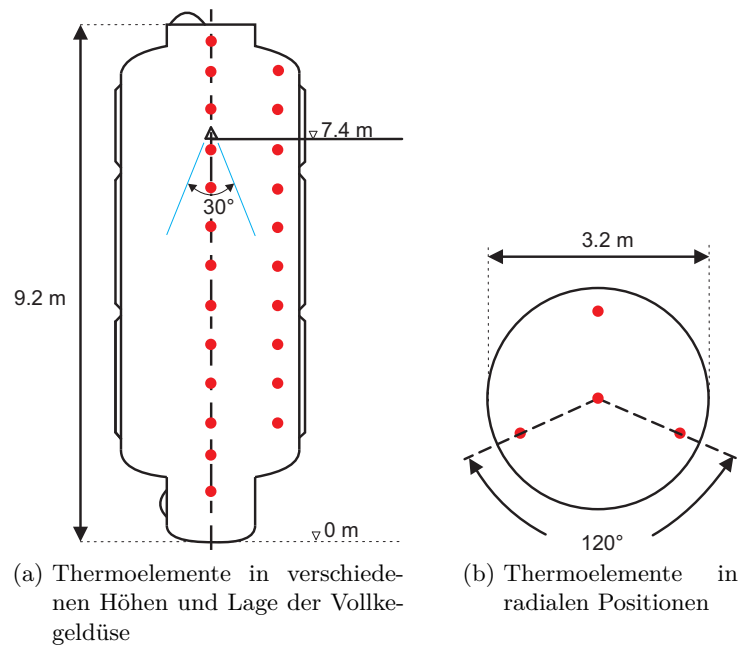 7.4 m
30°
9.2 m
0 m
3.2 m
120°
(a) Thermoelemente in verschiede-
nen Höhen und Lage der Vollke-
geldüse
(b) Thermoelemente in
radialen Positionen